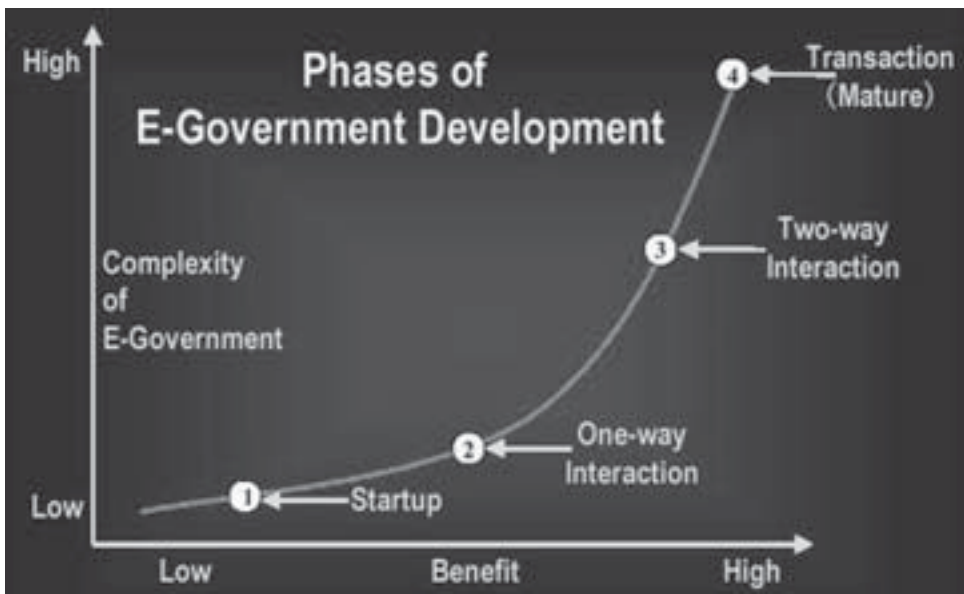 Phases of
E-Government Development
High
Complexity
of
E-Government
Low
4
Transaction
(Mature)
3
Two-way
Interaction
2
One-way
Interaction
1
Startup
Low
Benefit
High